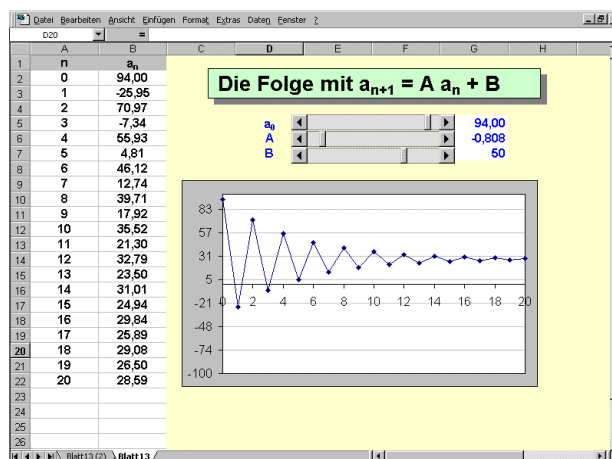 Datei Bearbeiten Ansicht Einfügen Format Extras Daten Fenster ?
D20 =
A B C D E F G H
1 n aₙ
2 0 94,00
3 1 -25,95
4 2 70,97
5 3 -7,34
6 4 55,93
7 5 4,81
8 6 46,12
9 7 12,74
10 8 39,71
11 9 17,92
12 10 35,52
13 11 21,30
14 12 32,79
15 13 23,50
16 14 31,01
17 15 24,94
18 16 29,84
19 17 25,89
20 18 29,08
21 19 26,50
22 20 28,59
23
24
25
26
Die Folge mit aₙ₊₁ = A aₙ + B
a₀ 94,00
A -0,808
B 50
83
57
31
5
-21
-48
-74
-100
0 2 4 6 8 10 12 14 16 18 20
Blatt13 (2) Blatt13